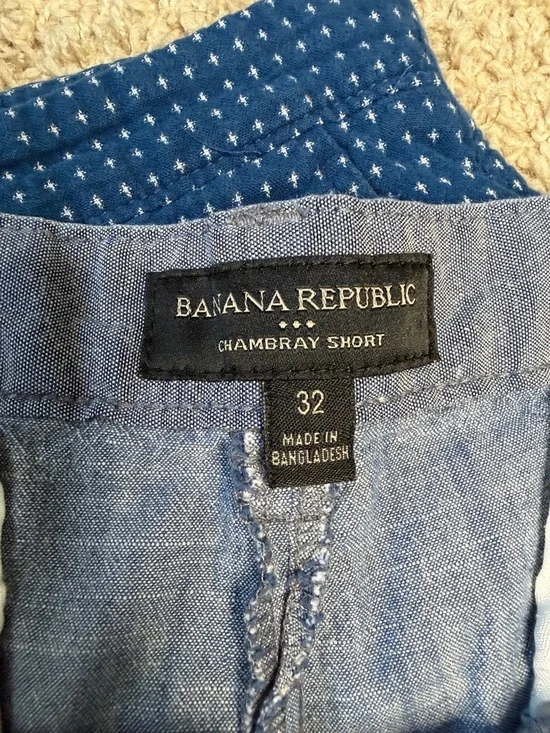 BANANA REPUBLIC
CHAMBRAY SHORT
32
MADE IN
BANGLADESH